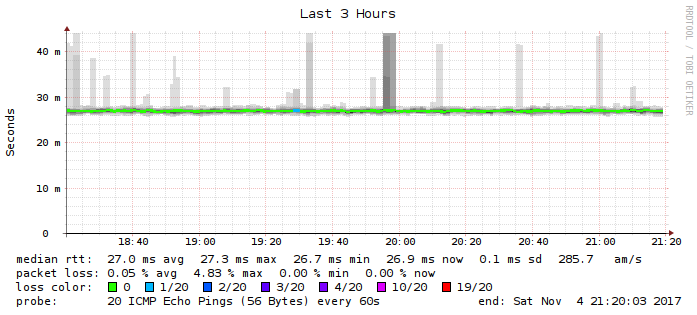 Last 3 Hours
RRDTOOL / TOBI OETIKER
Seconds
40 m
30 m
20 m
10 m
0
18:40 19:00 19:20 19:40 20:00 20:20 20:40 21:00 21:20
median rtt: 27.0 ms avg 27.3 ms max 26.7 ms min 26.9 ms now 0.1 ms sd 285.7 am/s
packet loss: 0.05 % avg 4.83 % max 0.00 % min 0.00 % now
loss color: 0 1/20 2/20 3/20 4/20 10/20 19/20
probe: 20 ICMP Echo Pings (56 Bytes) every 60s end: Sat Nov 4 21:20:03 2017